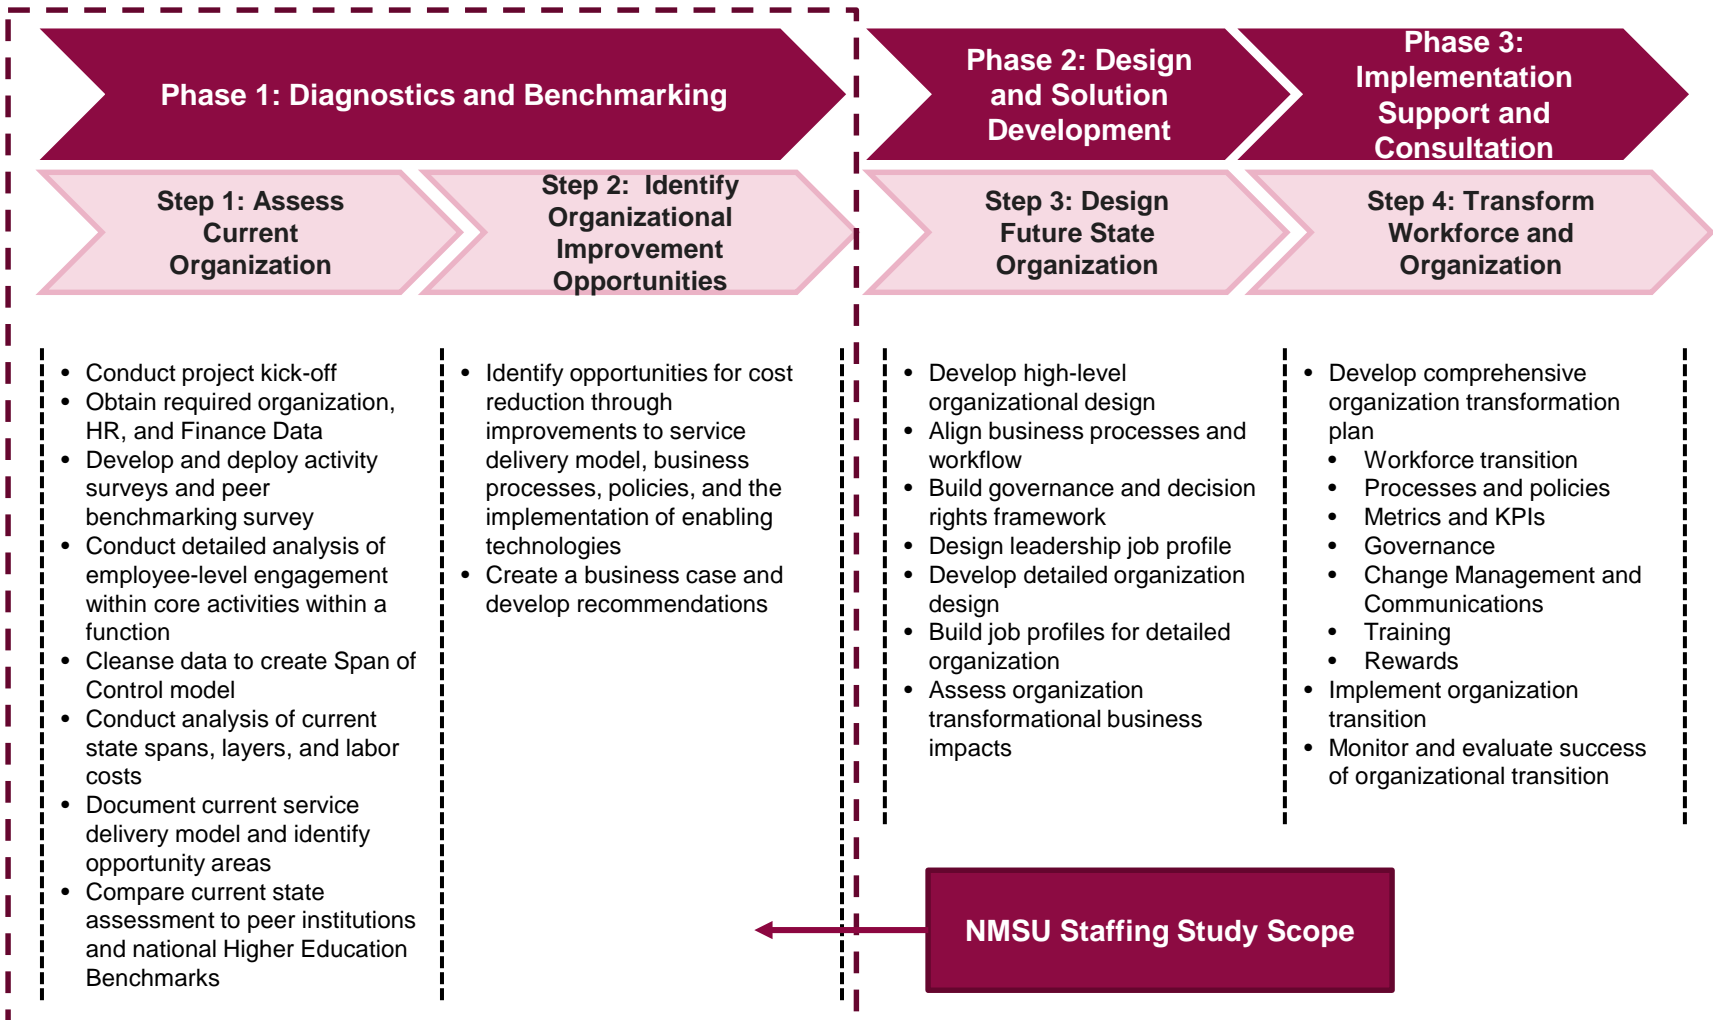 Phase 1: Diagnostics and Benchmarking
Phase 2: Design
and Solution
Development
Phase 3:
Implementation
Support and
Consultation
Step 1: Assess
Current
Organization
Step 2:  Identify
Organizational
Improvement
Opportunities
Step 3: Design
Future State
Organization
Step 4: Transform
Workforce and
Organization
• Conduct project kick-off
• Obtain required organization,
HR, and Finance Data
• Develop and deploy activity
surveys and peer
benchmarking survey
• Conduct detailed analysis of
employee-level engagement
within core activities within a
function
• Cleanse data to create Span of
Control model
• Conduct analysis of current
state spans, layers, and labor
costs
• Document current service
delivery model and identify
opportunity areas
• Compare current state
assessment to peer institutions
and national Higher Education
Benchmarks
• Identify opportunities for cost
reduction through
improvements to service
delivery model, business
processes, policies, and the
implementation of enabling
technologies
• Create a business case and
develop recommendations
• Develop high-level
organizational design
• Align business processes and
workflow
• Build governance and decision
rights framework
• Design leadership job profile
• Develop detailed organization
design
• Build job profiles for detailed
organization
• Assess organization
transformational business
impacts
• Develop comprehensive
organization transformation
plan
• Workforce transition
• Processes and policies
• Metrics and KPIs
• Governance
• Change Management and
Communications
• Training
• Rewards
• Implement organization
transition
• Monitor and evaluate success
of organizational transition
NMSU Staffing Study Scope